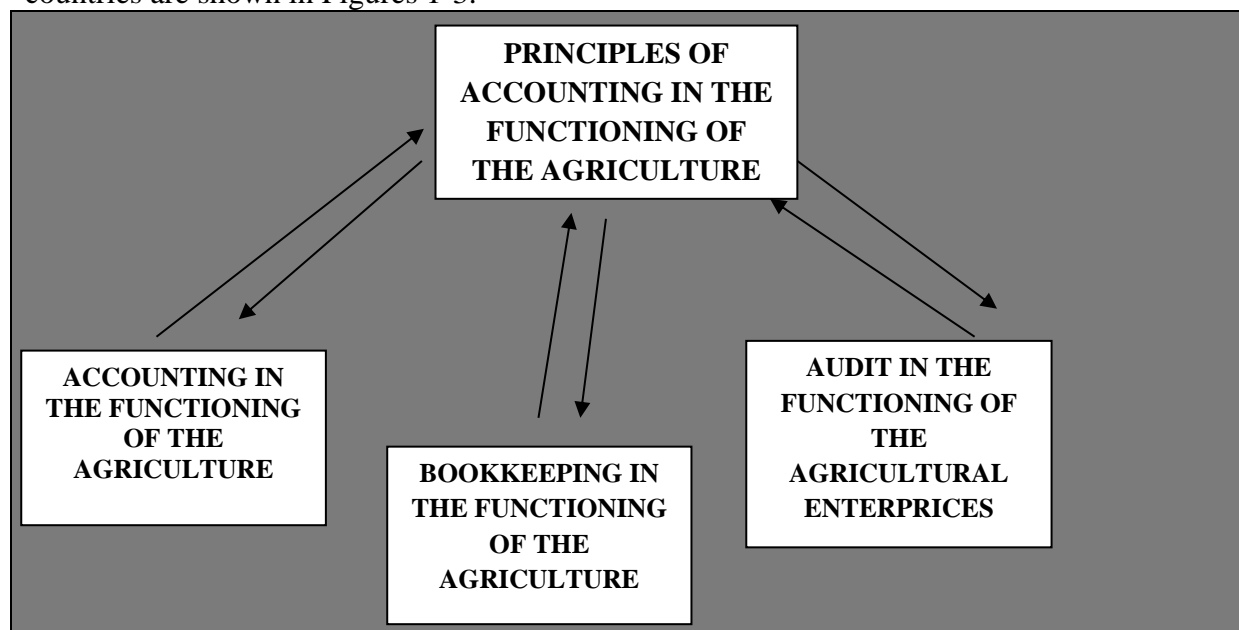 countries are shown in Figures 1-3.
PRINCIPLES OF
ACCOUNTING IN THE
FUNCTIONING OF
THE AGRICULTURE
ACCOUNTING IN
THE FUNCTIONING
OF THE
AGRICULTURE
BOOKKEEPING IN
THE FUNCTIONING
OF THE
AGRICULTURE
AUDIT IN THE
FUNCTIONING OF
THE
AGRICULTURAL
ENTERPRICES